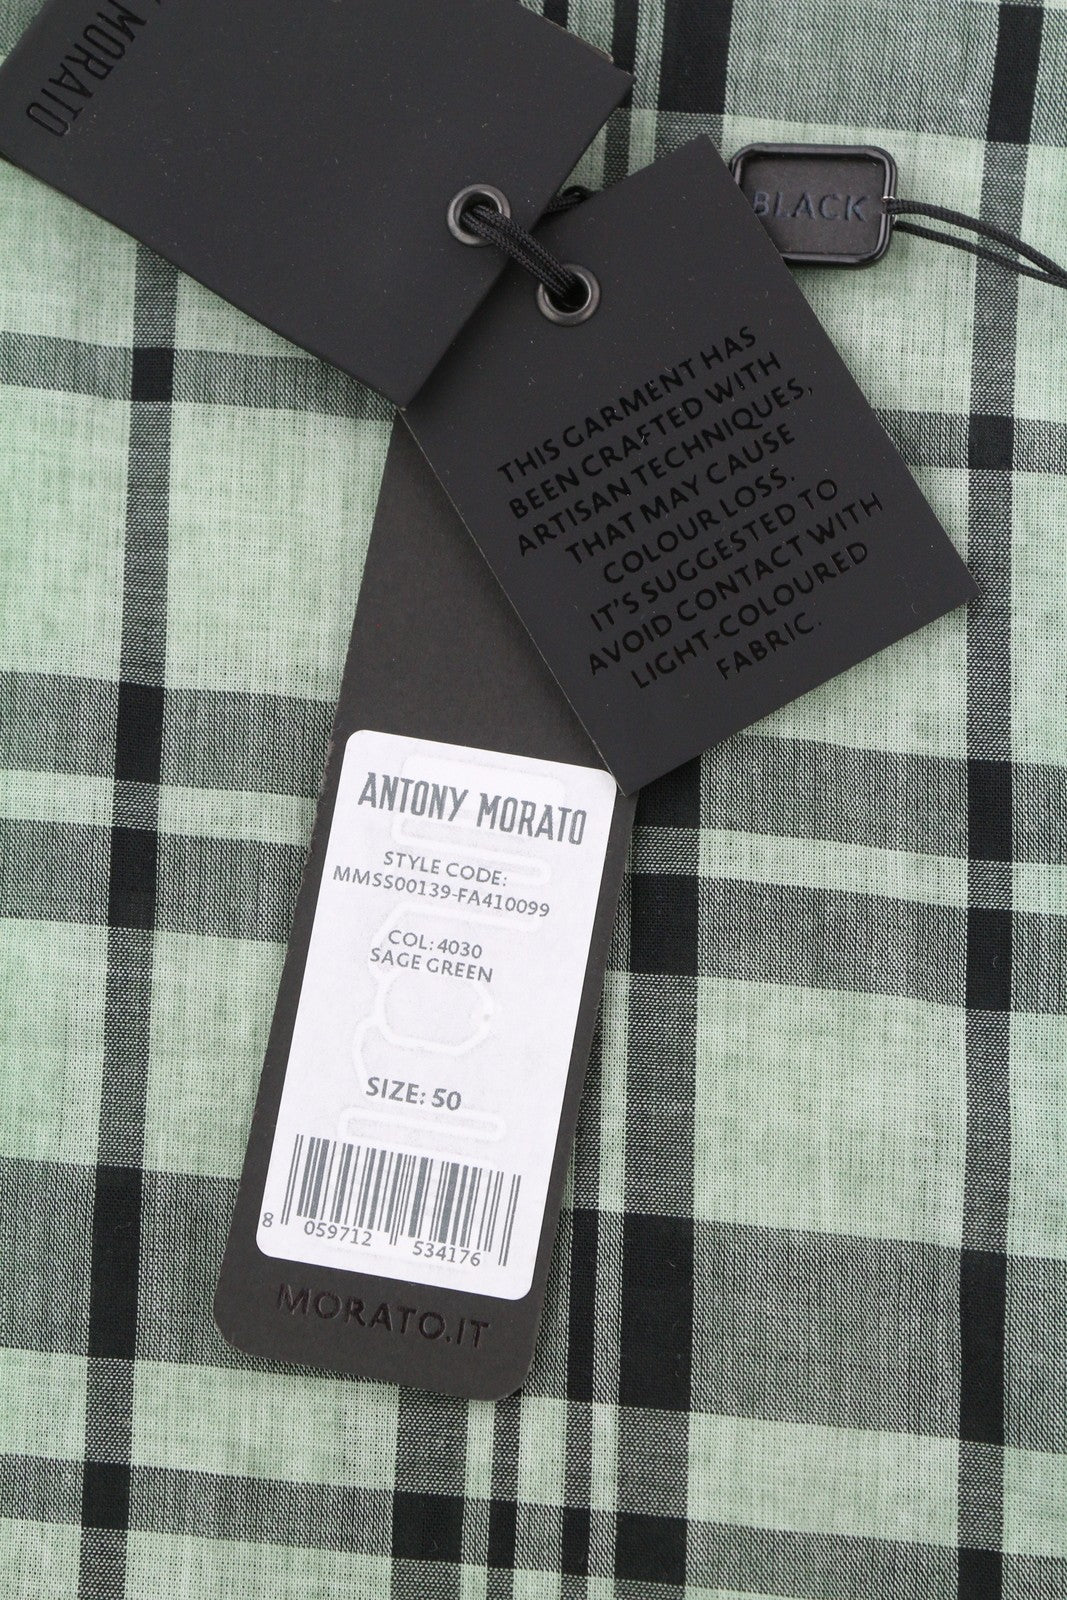 MORATO
BLACK
THIS GARMENT HAS
BEEN CRAFTED WITH
ARTISAN TECHNIQUES,
THAT MAY CAUSE
COLOUR LOSS.
IT'S SUGGESTED TO
AVOID CONTACT WITH
LIGHT-COLOURED
FABRIC.
ANTONY MORATO
STYLE CODE:
MMSS00139-FA410099
COL: 4030
SAGE GREEN
SIZE: 50
8 059712 534176
MORATO.IT